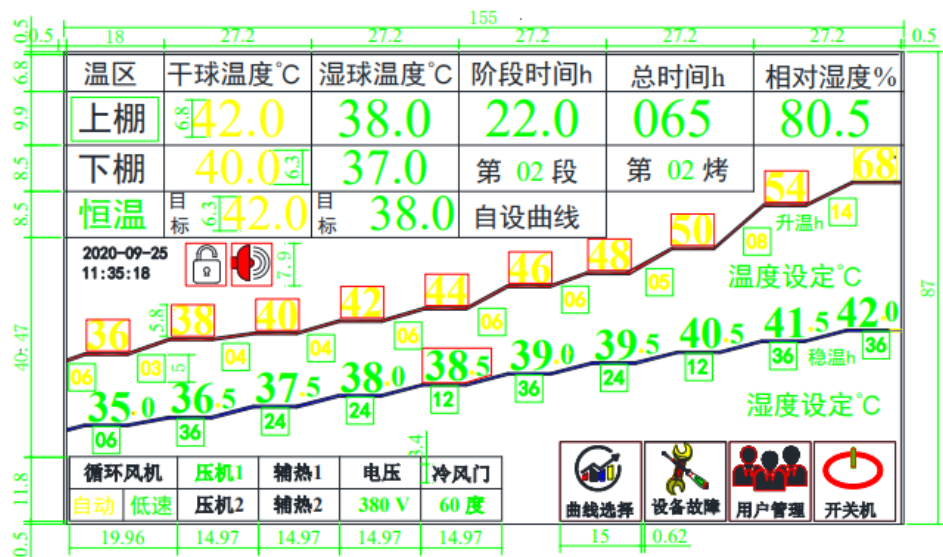 155
0.5 18 27.2 27.2 27.2 27.2 27.2 0.5
0.5
6.8 温区 干球温度℃ 湿球温度℃ 阶段时间h 总时间h 相对湿度%
9.9 上棚 6.8 42.0 38.0 22.0 065 80.5
8.5 下棚 40.0 6.3 37.0 第 02 段 第 02 烤 68
8.5 恒温 目标 6.3 42.0 目标 38.0 自设曲线 54 14
升温h
50 08
2020-09-25
11:35:18 7.9
48 05
46 06
温度设定℃
87
44 06
42 06
40 04
38 04
36 03 5.8
06 5
40:47
35.0 36.5 37.5 38.0 38.5 39.0 39.5 40.5 41.5 42.0
06 36 24 24 12 36 24 12 36 36
稳温h
湿度设定℃
3.4
11.8 循环风机 压机1 辅热1 电压 冷风门
自动 低速 压机2 辅热2 380 V 60 度
曲线选择 设备故障 用户管理 开关机
0.5 19.96 14.97 14.97 14.97 14.97 15 0.62